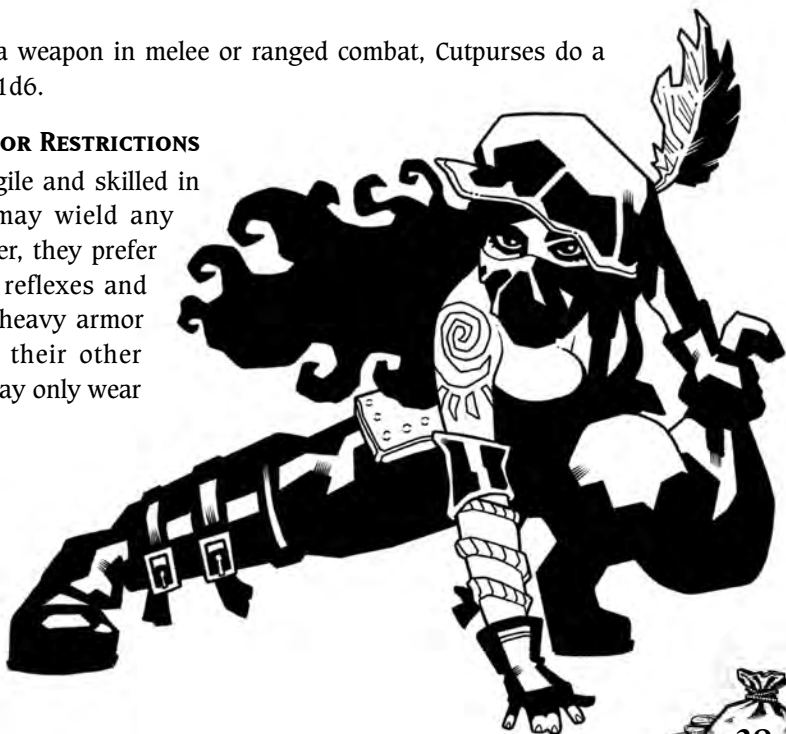 a weapon in melee or ranged combat, Cutpurses do a
1d6.
OR RESTRICTIONS
gile and skilled in
may wield any
er, they prefer
reflexes and
heavy armor
their other
ay only wear